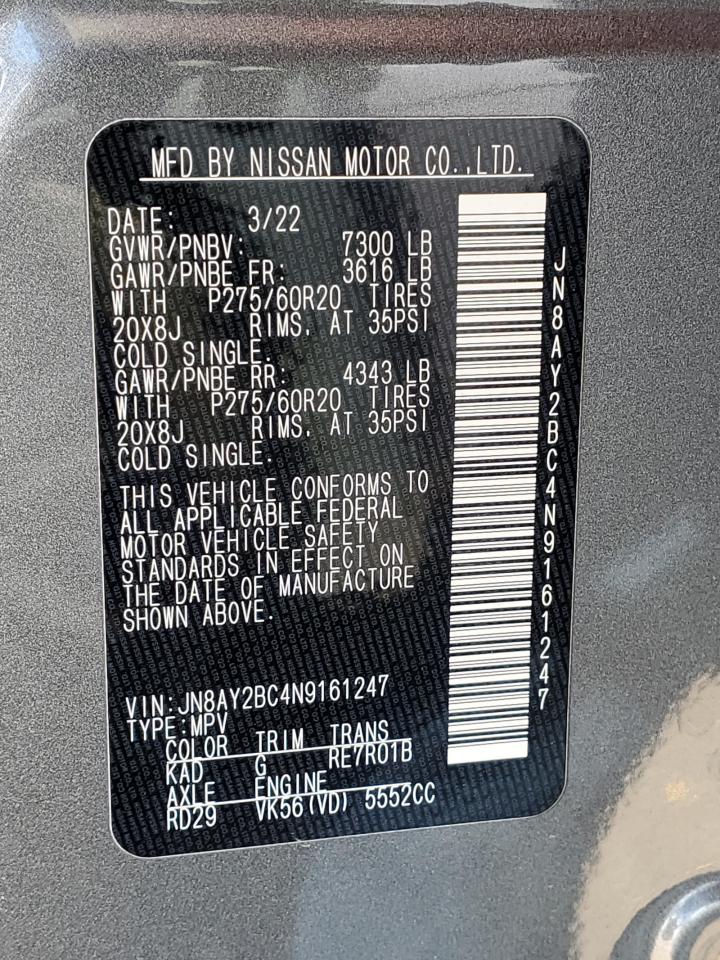 MFD BY NISSAN MOTOR CO.,LTD.
DATE: 3/22
GVWR/PNBV: 7300 LB
GAWR/PNBE FR: 3616 LB
WITH P275/60R20 TIRES
20X8J RIMS, AT 35PSI
COLD SINGLE.
GAWR/PNBE RR: 4343 LB
WITH P275/60R20 TIRES
20X8J RIMS, AT 35PSI
COLD SINGLE.
THIS VEHICLE CONFORMS TO
ALL APPLICABLE FEDERAL
MOTOR VEHICLE SAFETY
STANDARDS IN EFFECT ON
THE DATE OF MANUFACTURE
SHOWN ABOVE.
VIN:JN8AY2BC4N9161247
TYPE:MPV
COLOR TRIM TRANS
KAD G RE7R01B
AXLE ENGINE
RD29 VK56(VD) 5552CC
JN8AY2BC4N9161247